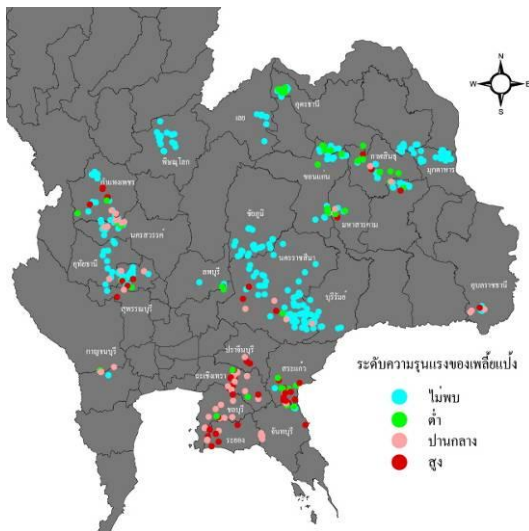 N
W E
S
อุดรธานี
เลย
พิษณุโลก
ขอนแก่น
กาฬสินธุ์
มุกดาหาร
กำแพงเพชร
นครสวรรค์
ชัยภูมิ
มหาสารคาม
อุทัยธานี
ลพบุรี
นครราชสีมา
บุรีรัมย์
อุบลราชธานี
สุพรรณบุรี
กาญจนบุรี
ปราจีนบุรี
ฉะเชิงเทรา
สระแก้ว
ชลบุรี
ระยอง
จันทบุรี
ระดับความรุนแรงของเพลี้ยแป้ง
ไม่พบ
ต่ำ
ปานกลาง
สูง